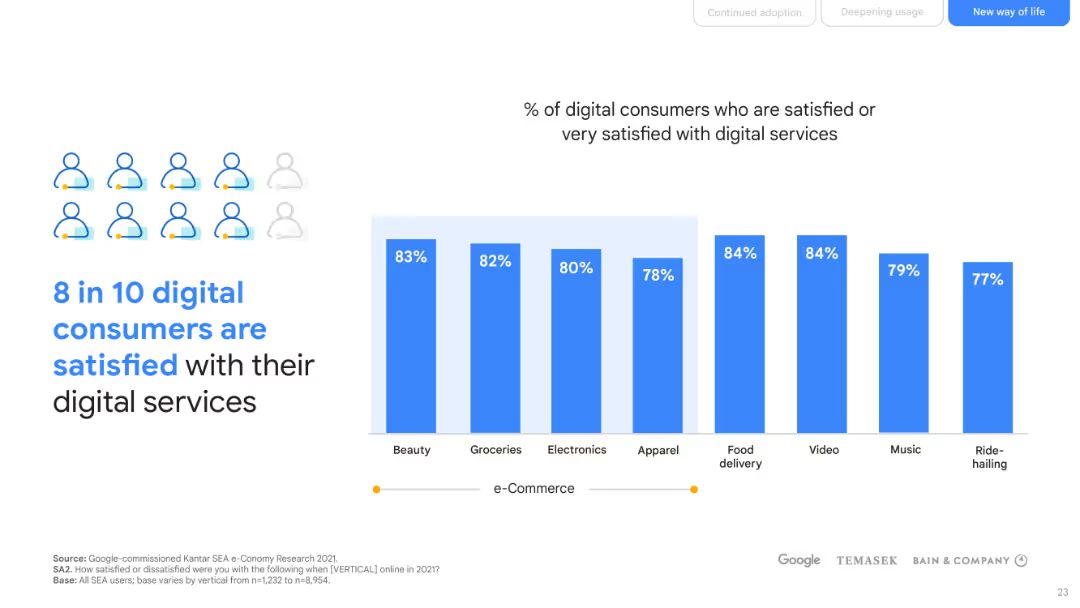 Continued adoption
Deepening usage
New way of life
% of digital consumers who are satisfied or
very satisfied with digital services
8 in 10 digital
consumers are
satisfied with their
digital services
83%
82%
80%
78%
84%
84%
79%
77%
Beauty
Groceries
Electronics
Apparel
Food
delivery
Video
Music
Ride-
hailing
e-Commerce
Source: Google-commissioned Kantar SEA e-Conomy Research 2021.
SA2. How satisfied or dissatisfied were you with the following when [VERTICAL] online in 2021?
Base: All SEA users; base varies by vertical from n=1,232 to n=8,954.
Google
TEMASEK
BAIN & COMPANY
23